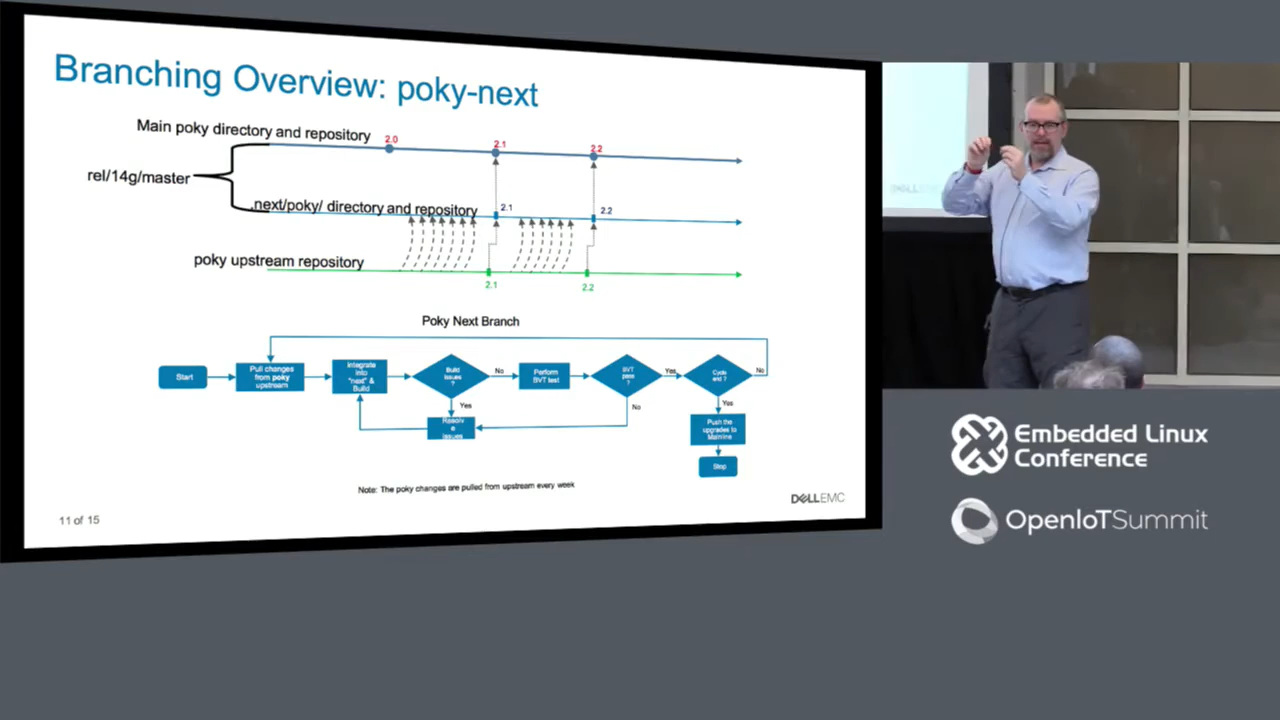 Branching Overview: poky-next
Main poky directory and repository
2.0
2.1
2.2
rel/14g/master
.next/poky/ directory and repository
2.1
2.2
poky upstream repository
2.1
2.2
Poky Next Branch
Start
Pull changes
from poky
upstream
Integrate
into
"next" &
Build
Build
issues
?
No
Perform
BVT test
BVT
pass
?
Yes
Cycle
end ?
No
Yes
Resolv
e
issues
No
Yes
Push the
upgrades to
Mainline
Stop
Note: The poky changes are pulled from upstream every week
DELLEMC
11 of 15
DELL
Embedded Linux
Conference
OpenIoTSummit